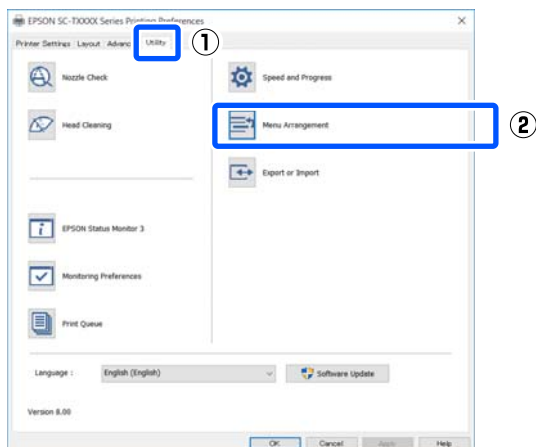 EPSON SC-TXXXX Series Printing Preferences
Printer Settings Layout Advanc Utility
①
Nozzle Check
Speed and Progress
Head Cleaning
Menu Arrangement
②
Export or Import
EPSON Status Monitor 3
Monitoring Preferences
Print Queue
Language : English (English)
Software Update
Version 8.00
OK Cancel Apply Help